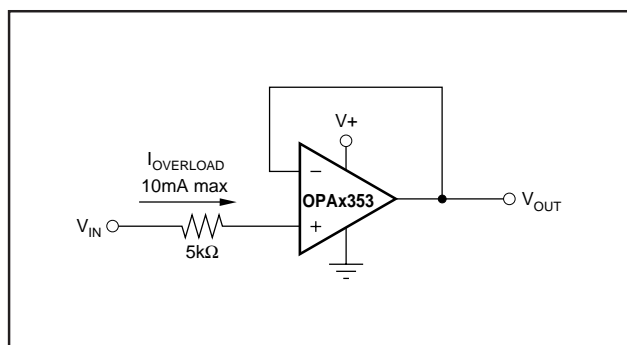 V+
I_OVERLOAD
10mA max
−
OPAx353
+
V_IN
5kΩ
V_OUT